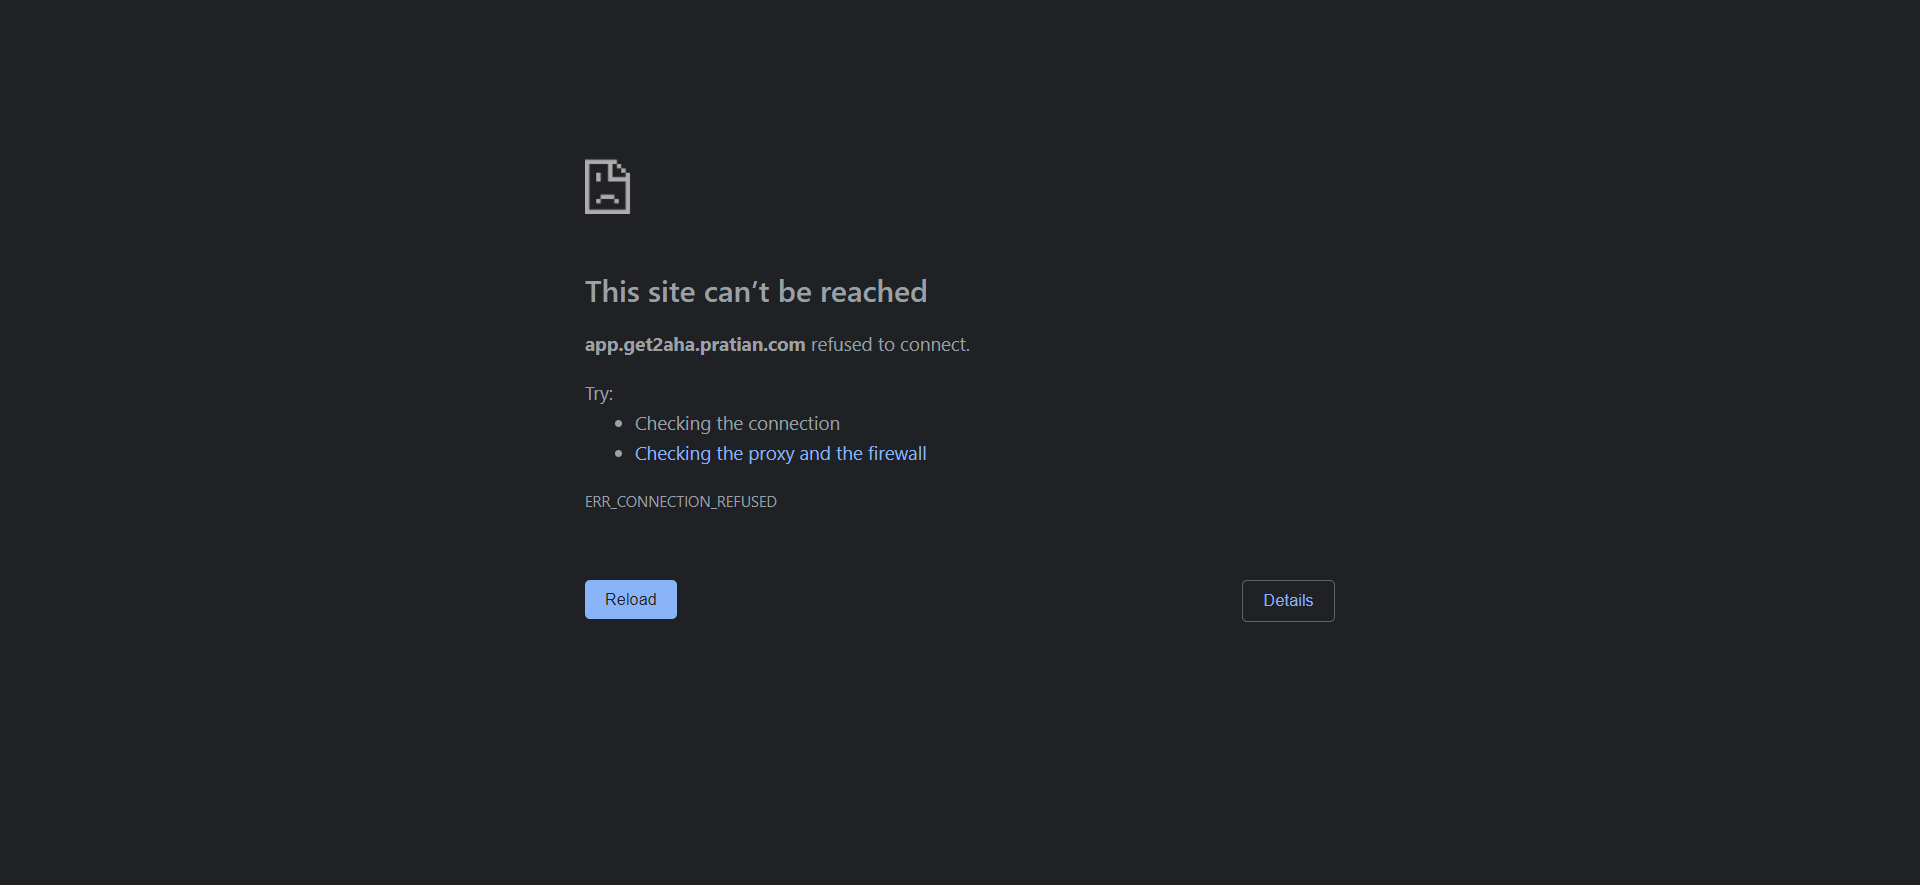 This site can’t be reached
app.get2aha.pratian.com refused to connect.
Try:
Checking the connection
Checking the proxy and the firewall
ERR_CONNECTION_REFUSED
Reload
Details